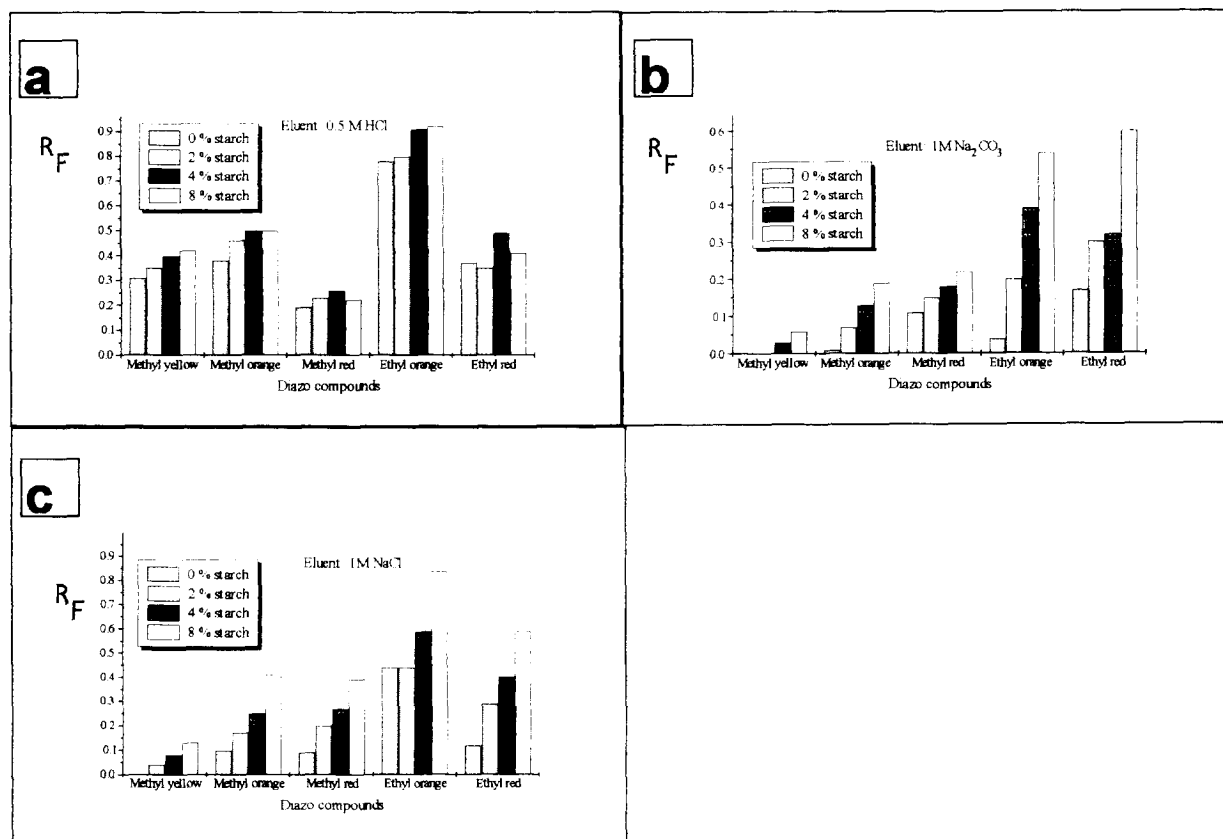 a
R_F
Eluent 0.5 M HCl
0 % starch
2 % starch
4 % starch
8 % starch
0.9
0.8
0.7
0.6
0.5
0.4
0.3
0.2
0.1
0.0
Methyl yellow Methyl orange Methyl red Ethyl orange Ethyl red
Diazo compounds
b
R_F
Eluent 1M Na₂CO₃
0 % starch
2 % starch
4 % starch
8 % starch
0.6
0.5
0.4
0.3
0.2
0.1
0.0
Methyl yellow Methyl orange Methyl red Ethyl orange Ethyl red
Diazo compounds
c
R_F
Eluent 1M NaCl
0 % starch
2 % starch
4 % starch
8 % starch
0.9
0.8
0.7
0.6
0.5
0.4
0.3
0.2
0.1
0.0
Methyl yellow Methyl orange Methyl red Ethyl orange Ethyl red
Diazo compounds